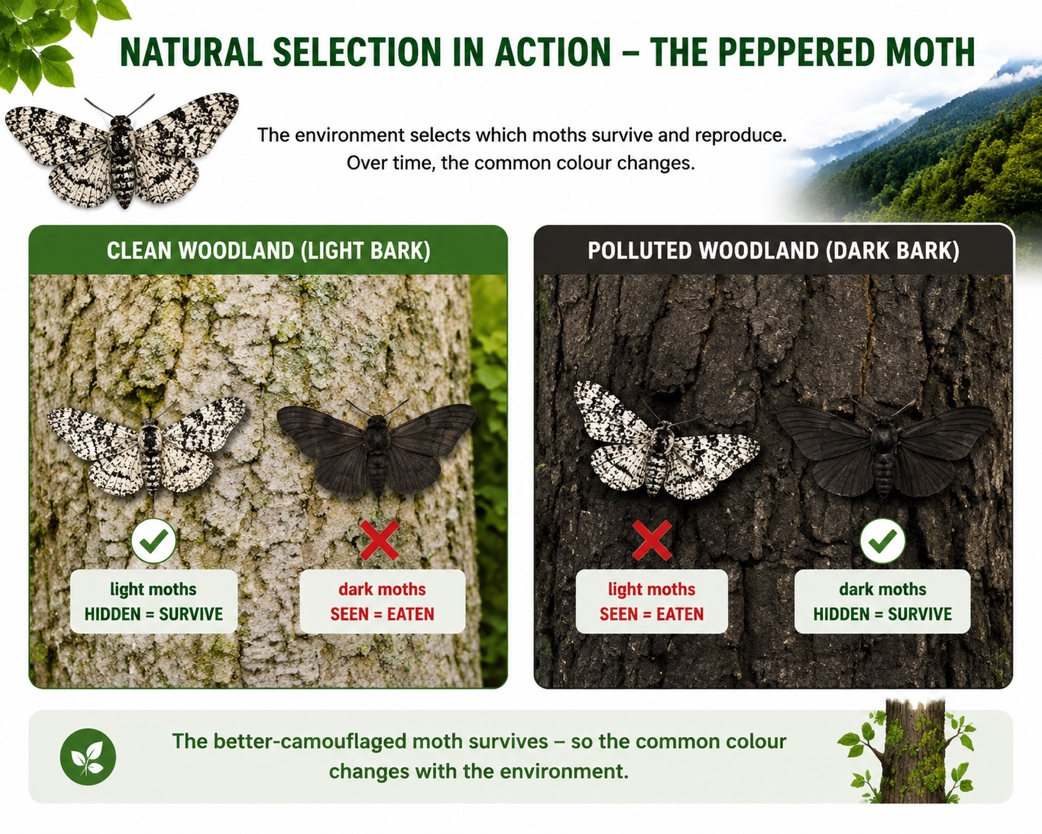 NATURAL SELECTION IN ACTION – THE PEPPERED MOTH
The environment selects which moths survive and reproduce.
Over time, the common colour changes.
CLEAN WOODLAND (LIGHT BARK)
light moths
HIDDEN = SURVIVE
dark moths
SEEN = EATEN
POLLUTED WOODLAND (DARK BARK)
light moths
SEEN = EATEN
dark moths
HIDDEN = SURVIVE
The better-camouflaged moth survives – so the common colour
changes with the environment.